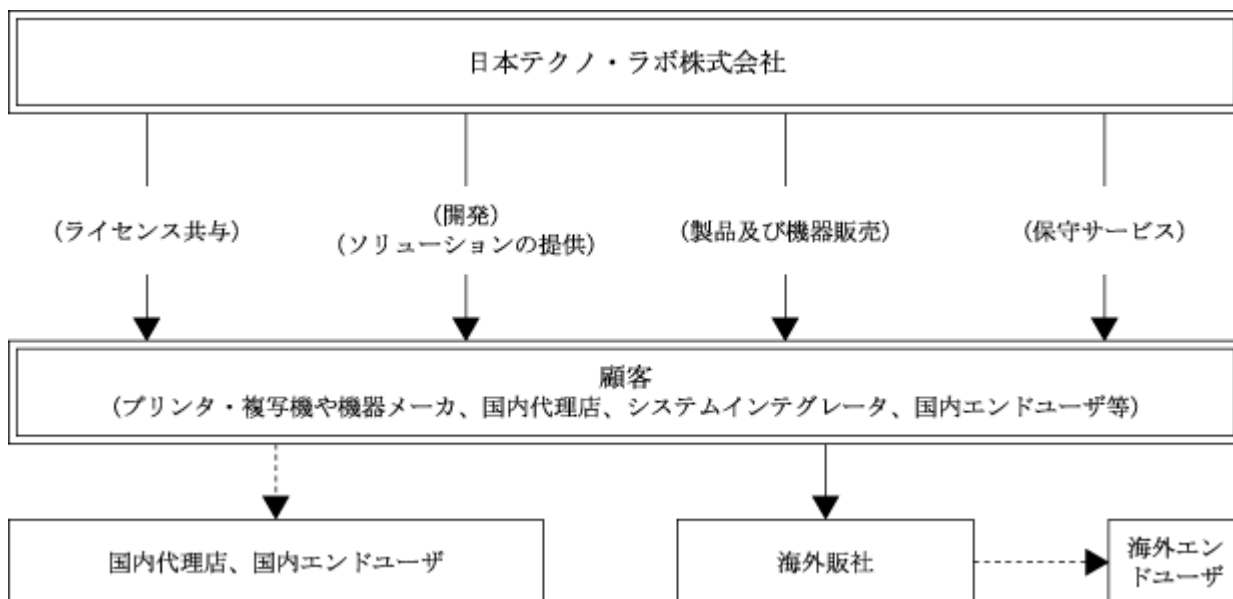 日本テクノ・ラボ株式会社
(ライセンス共与)
(開発)
(ソリューションの提供)
(製品及び機器販売)
(保守サービス)
顧客
(プリンタ・複写機や機器メーカ、国内代理店、システムインテグレータ、国内エンドユーザ等)
国内代理店、国内エンドユーザ
海外販社
海外エン
ドユーザ